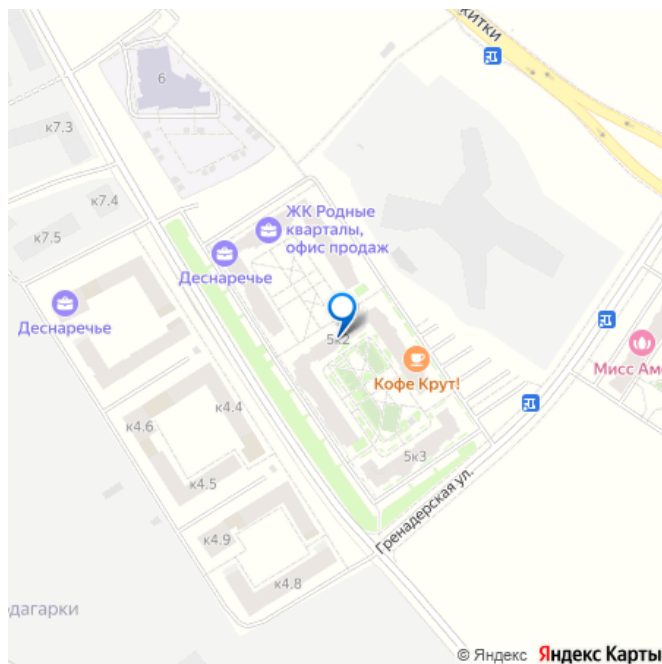 китки
6
к7.3
к7.4
к7.5
ЖК Родные
кварталы,
офис продаж
Деснаречье
Деснаречье
5к2
Кофе Крут!
Мисс Аме
к4.4
к4.6
к4.5
5к3
к4.9
к4.8
Гренадерская ул.
дагарки
© Яндекс Яндекс Карты